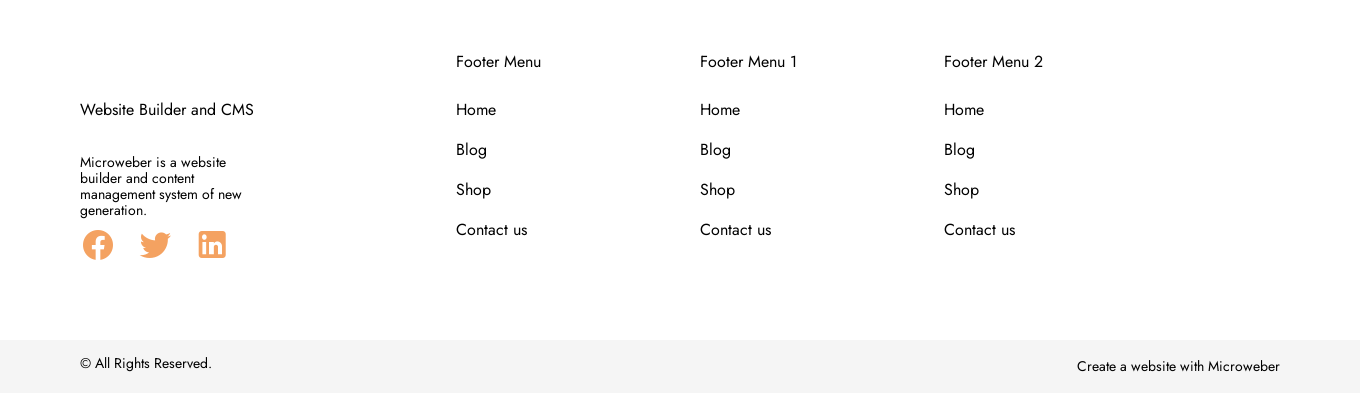 Website Builder and CMS
Microweber is a website
builder and content
management system of new
generation.
Footer Menu
Home
Blog
Shop
Contact us
Footer Menu 1
Home
Blog
Shop
Contact us
Footer Menu 2
Home
Blog
Shop
Contact us
© All Rights Reserved.
Create a website with Microweber